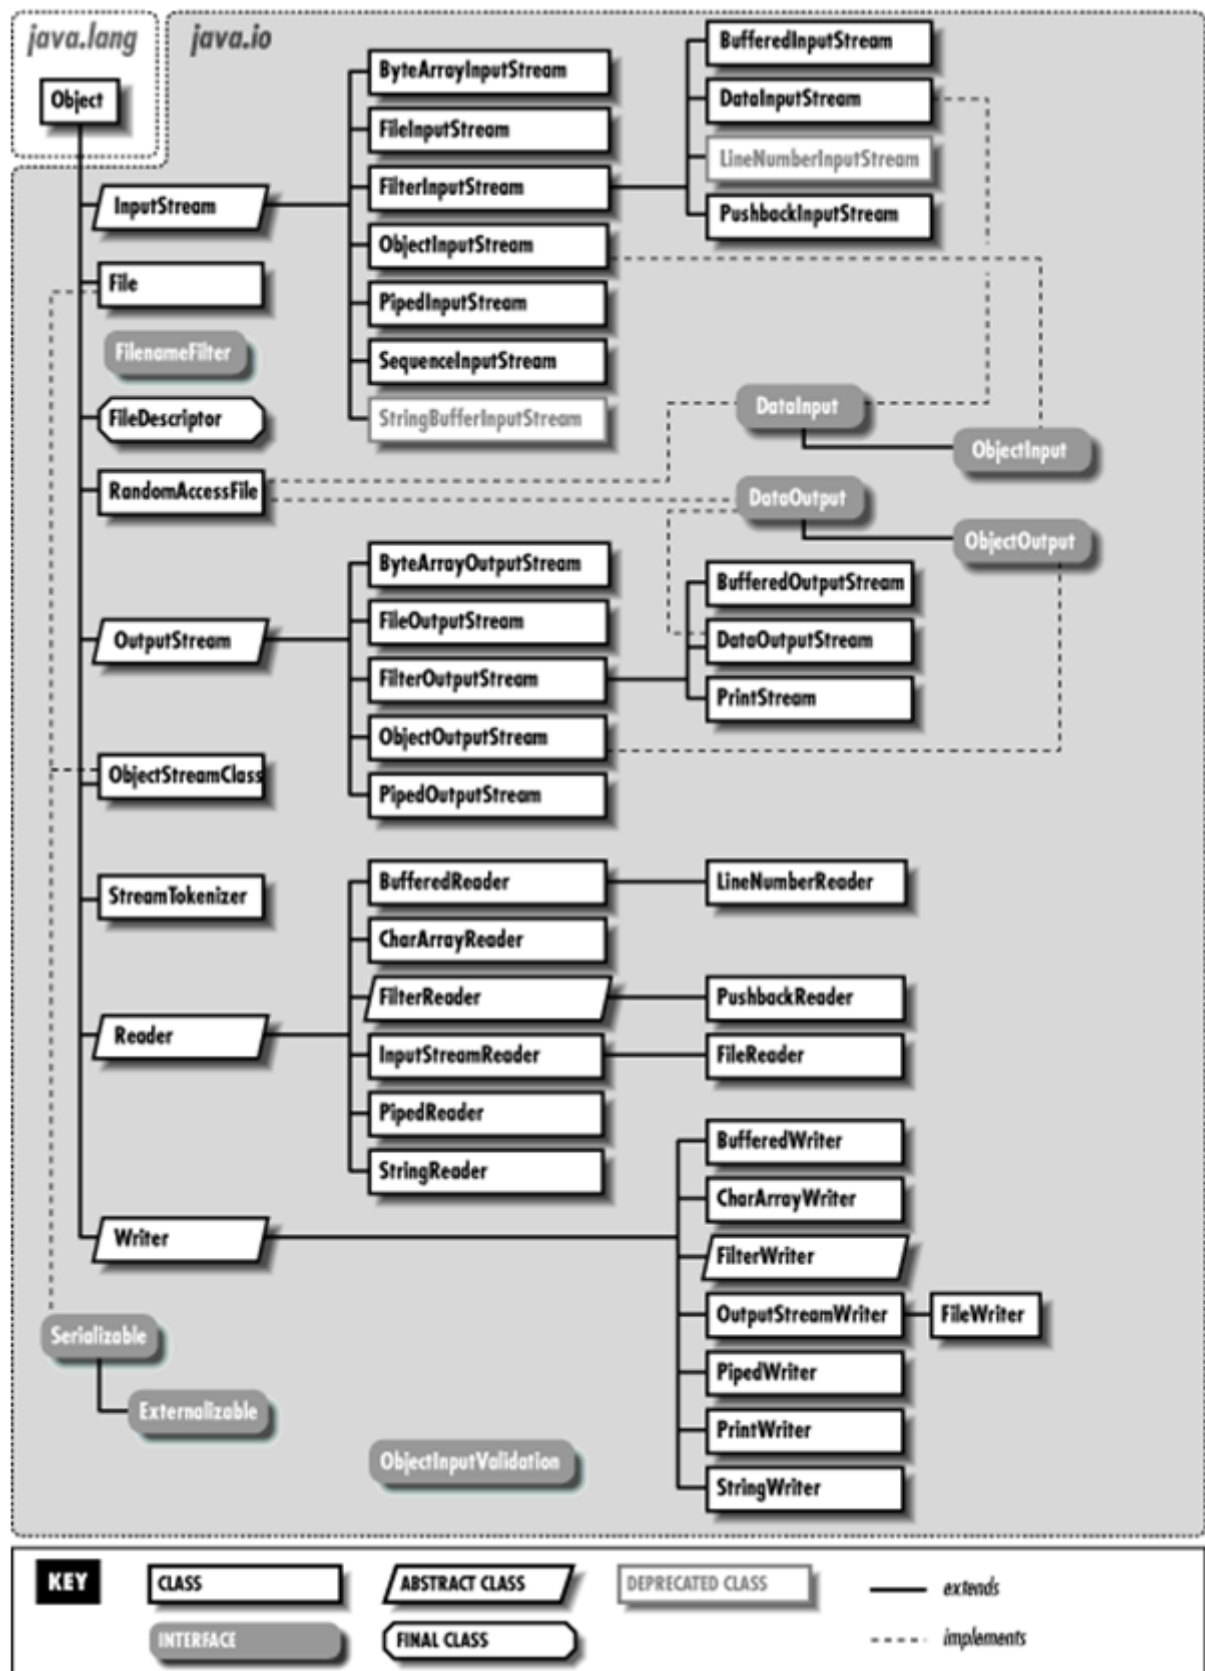 java.lang
java.io
Object
InputStream
File
FilenameFilter
FileDescriptor
RandomAccessFile
OutputStream
ObjectStreamClass
StreamTokenizer
Reader
Writer
Serializable
Externalizable
ByteArrayInputStream
FileInputStream
FilterInputStream
ObjectInputStream
PipedInputStream
SequenceInputStream
StringBufferInputStream
BufferedInputStream
DataInputStream
LineNumberInputStream
PushbackInputStream
DataInput
ObjectInput
DataOutput
ObjectOutput
ByteArrayOutputStream
FileOutputStream
FilterOutputStream
ObjectOutputStream
PipedOutputStream
BufferedOutputStream
DataOutputStream
PrintStream
BufferedReader
CharArrayReader
FilterReader
InputStreamReader
PipedReader
StringReader
LineNumberReader
PushbackReader
FileReader
BufferedWriter
CharArrayWriter
FilterWriter
OutputStreamWriter
FileWriter
PipedWriter
PrintWriter
StringWriter
ObjectInputValidation
KEY
CLASS
ABSTRACT CLASS
DEPRECATED CLASS
extends
INTERFACE
FINAL CLASS
implements